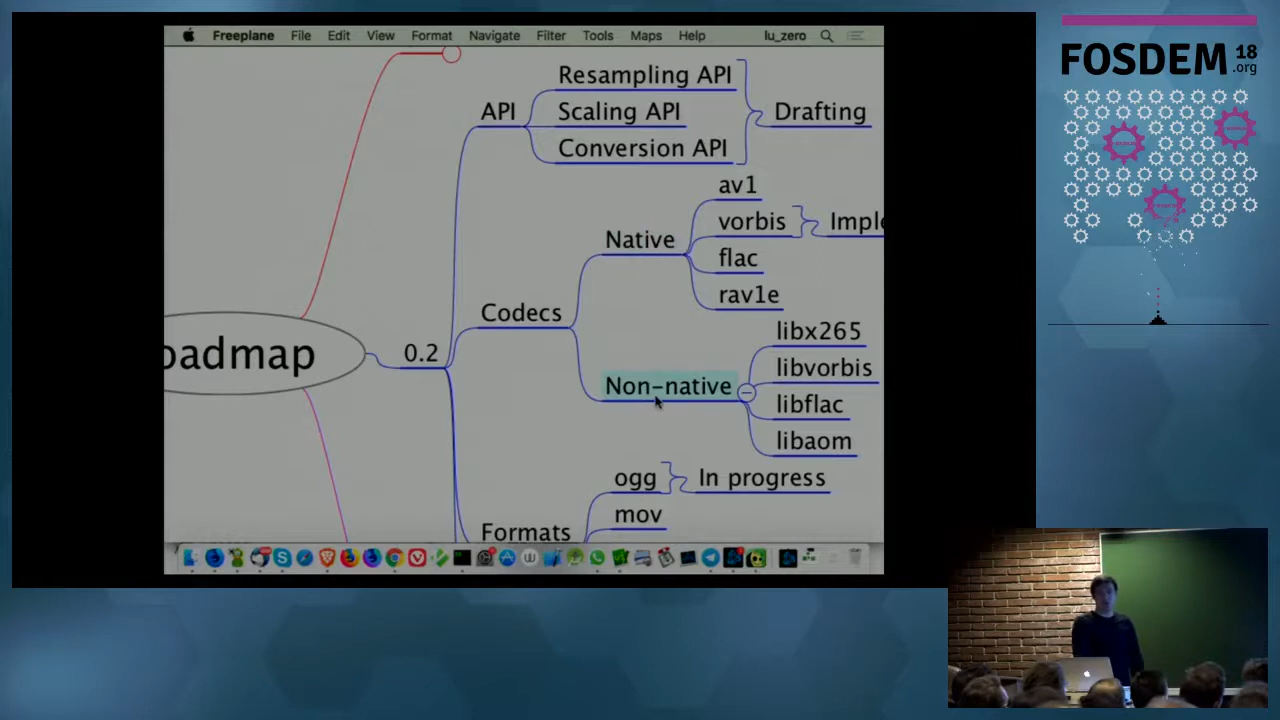 Freeplane File Edit View Format Navigate Filter Tools Maps Help lu_zero
FOSDEM 18 .org
Resampling API
API Scaling API Drafting
Conversion API
av1
vorbis Imple
Native
flac
rav1e
Codecs
libx265
oadmap 0.2
libvorbis
Non-native
libflac
libaom
ogg In progress
mov
Formats